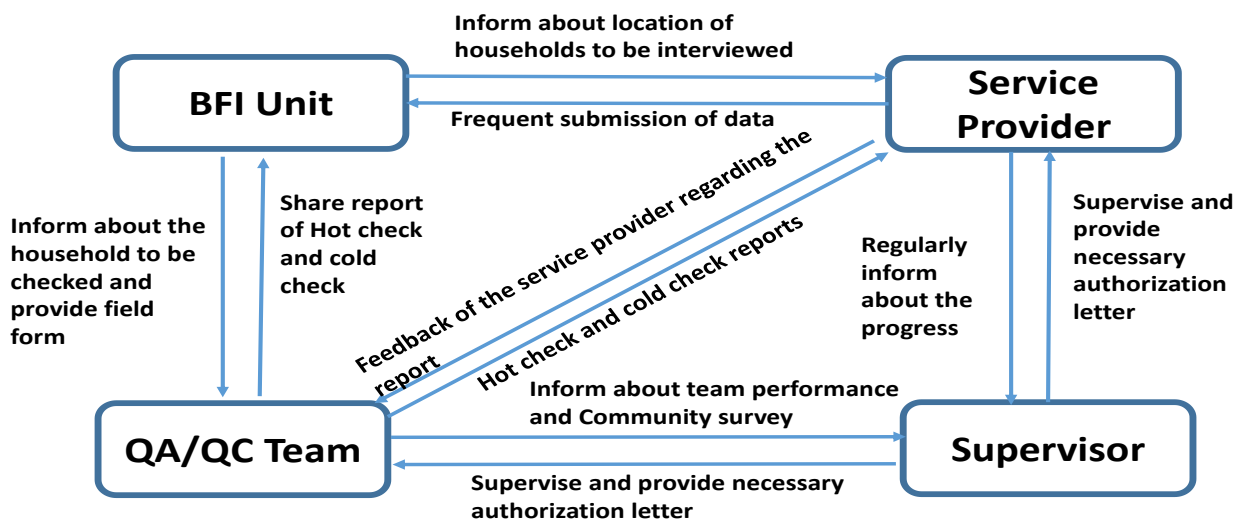 Inform about location of
households to be interviewed
BFI Unit
Service
Provider
Frequent submission of data
Inform about the
household to be
checked and
provide field
form
Share report
of Hot check
and cold
check
Feedback of the service provider regarding the
report
Hot check and cold check reports
Regularly
inform
about the
progress
Supervise and
provide
necessary
authorization
letter
Inform about team performance
and Community survey
QA/QC Team
Supervisor
Supervise and provide necessary
authorization letter